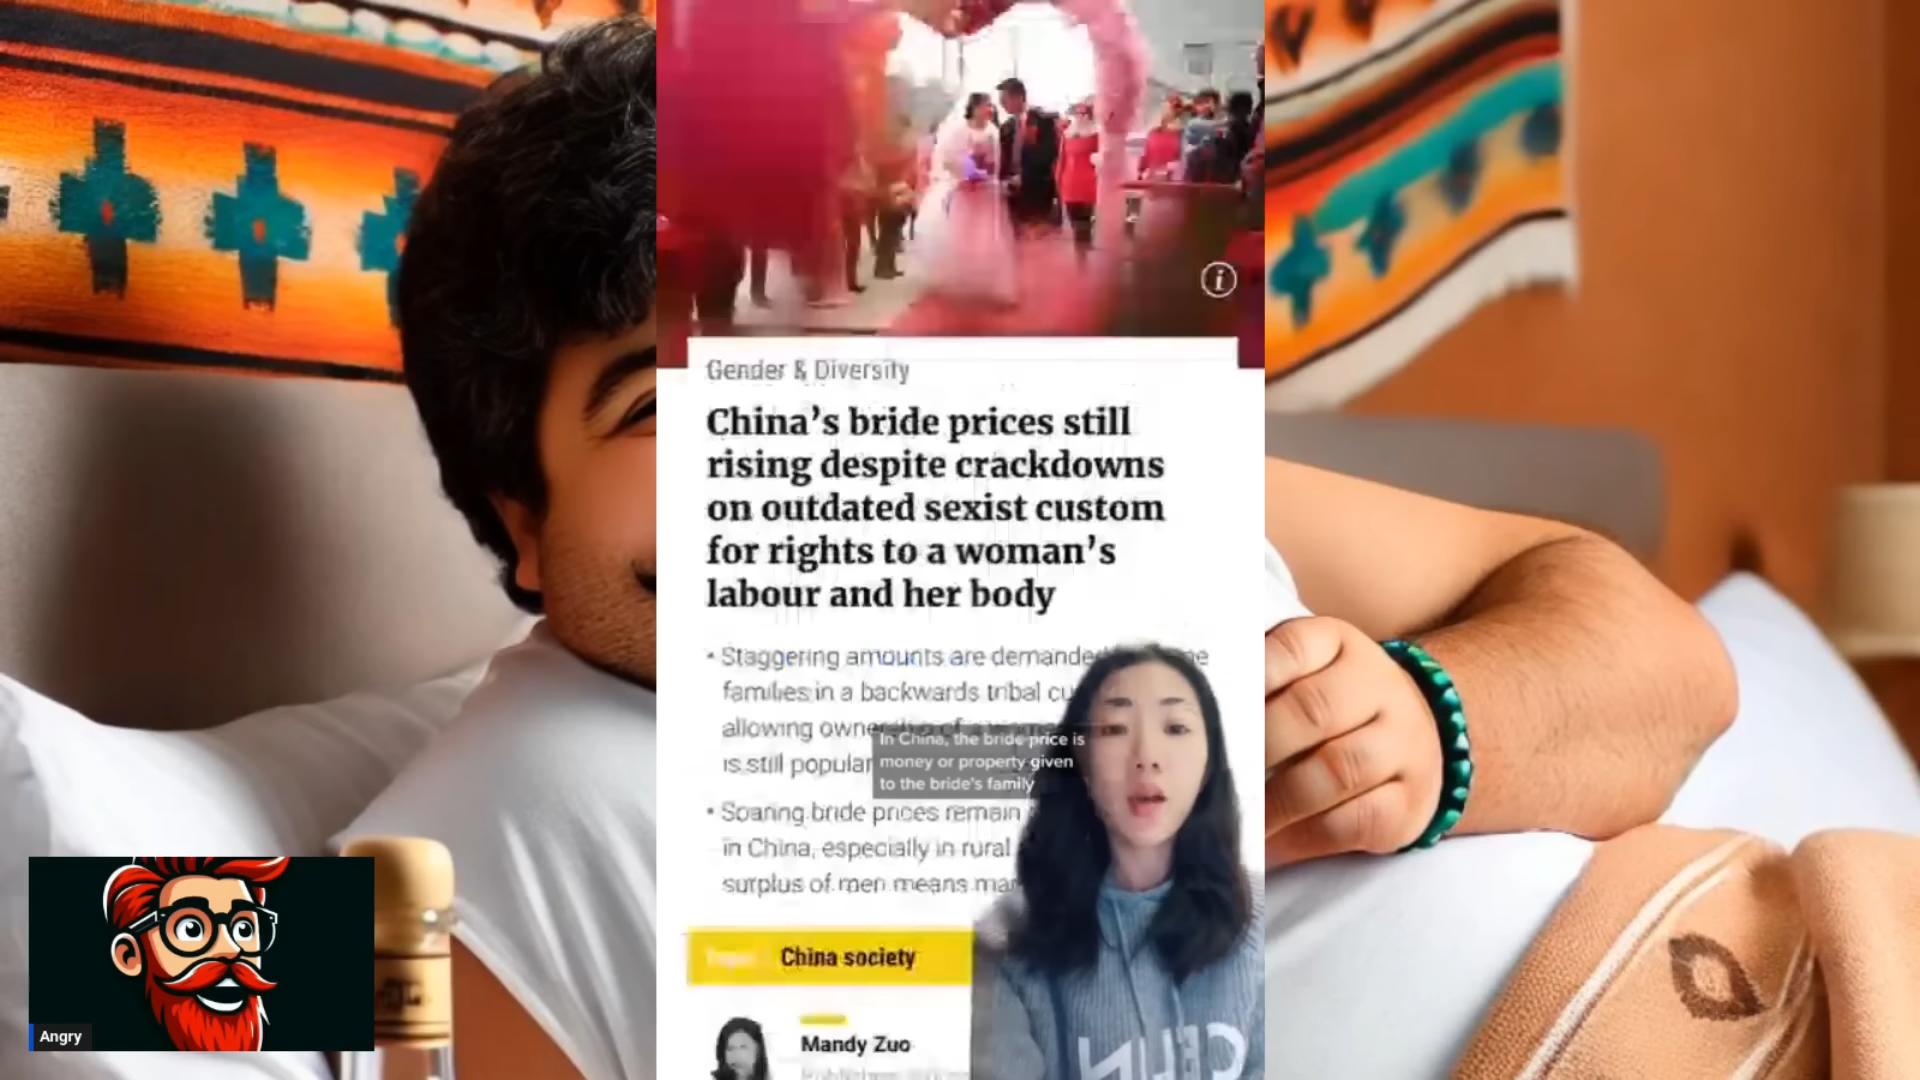 Gender & Diversity
China's bride prices still
rising despite crackdowns
on outdated sexist custom
for rights to a woman's
labour and her body
• Staggering amounts are demanded
families in a backwards tribal
allowing
is still popular
In China, the bride price is
money or property given
to the bride's family
• Soaring bride prices remain
in China, especially in rural
surplus of men means
China society
Mandy Zuo
Angry